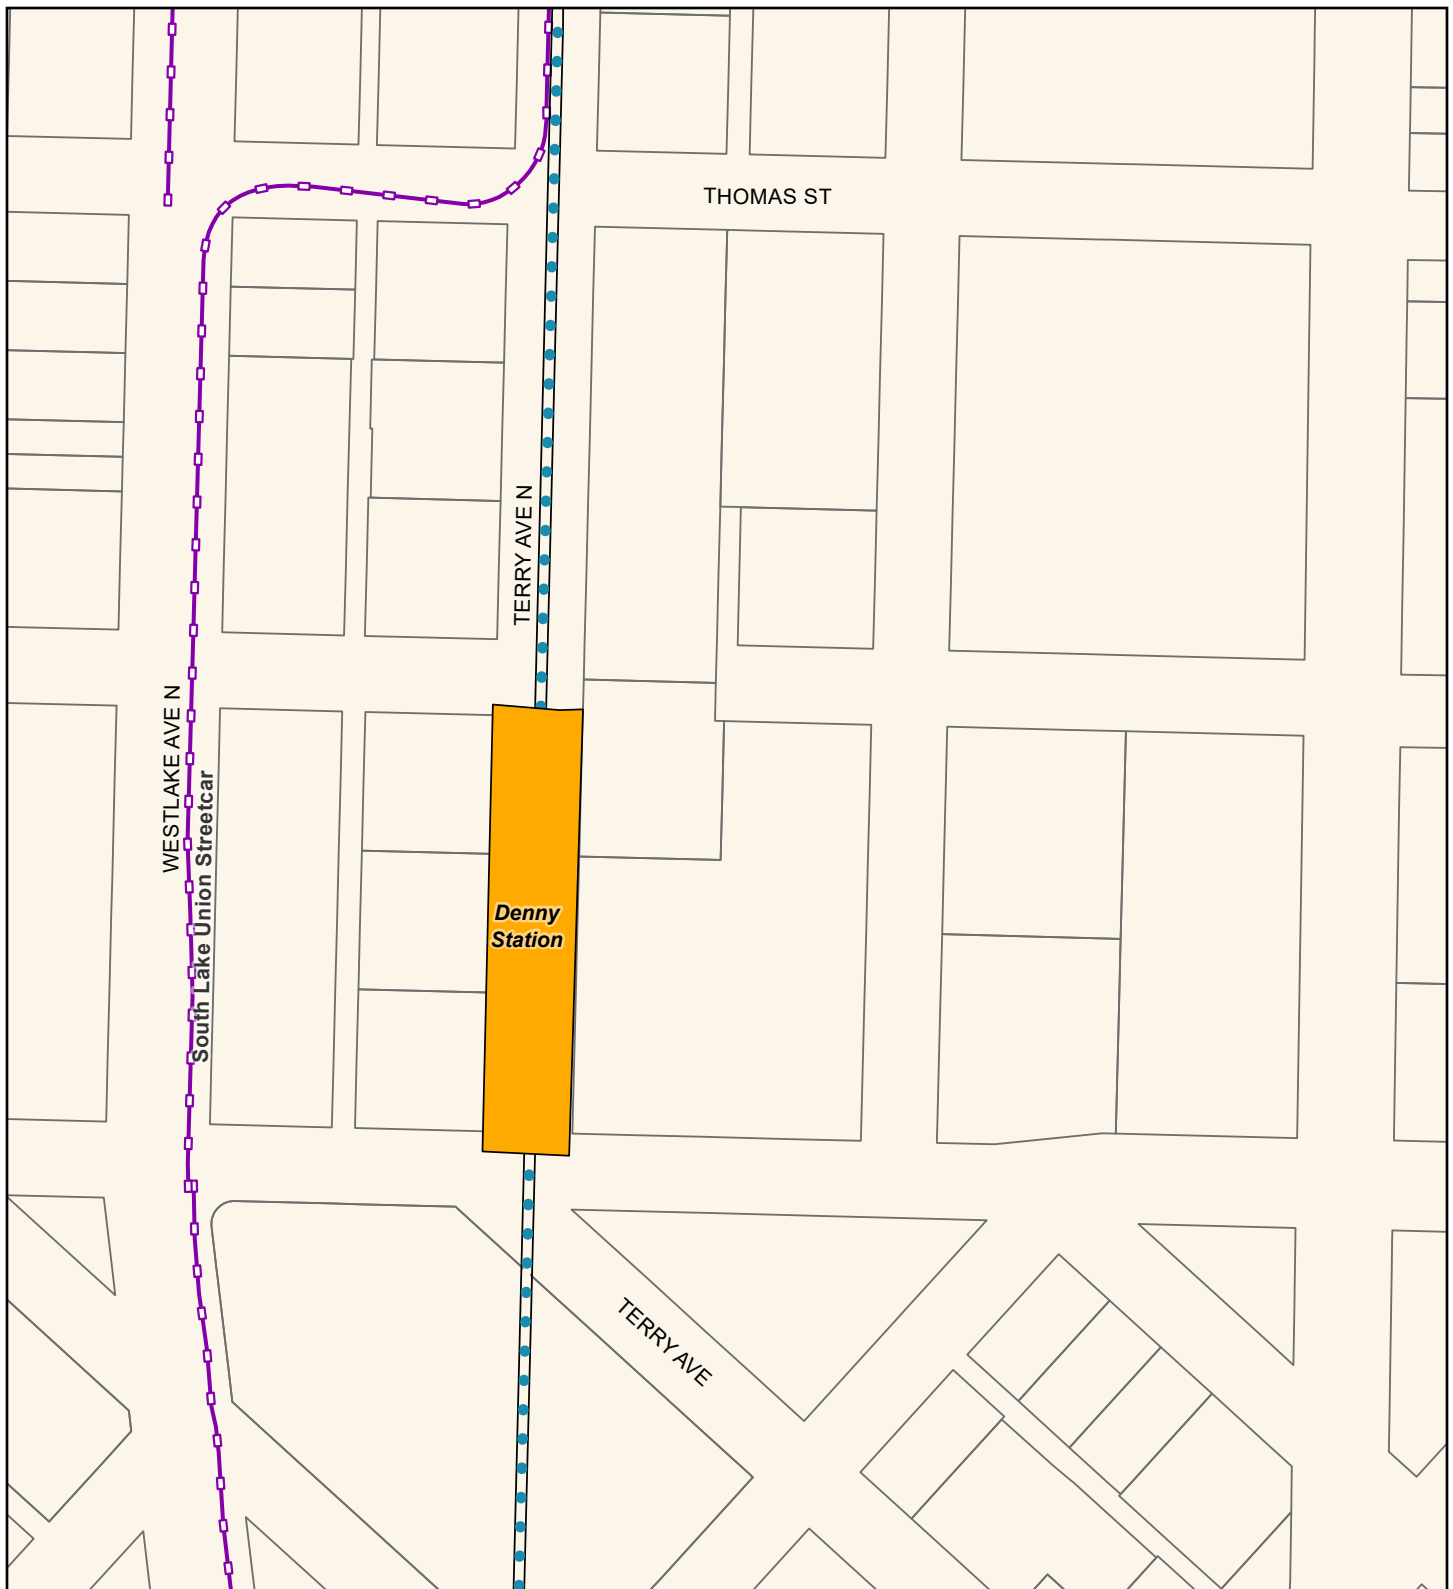 THOMAS ST
TERRY AVE N
WESTLAKE AVE N
South Lake Union Streetcar
Denny
Station
TERRY AVE